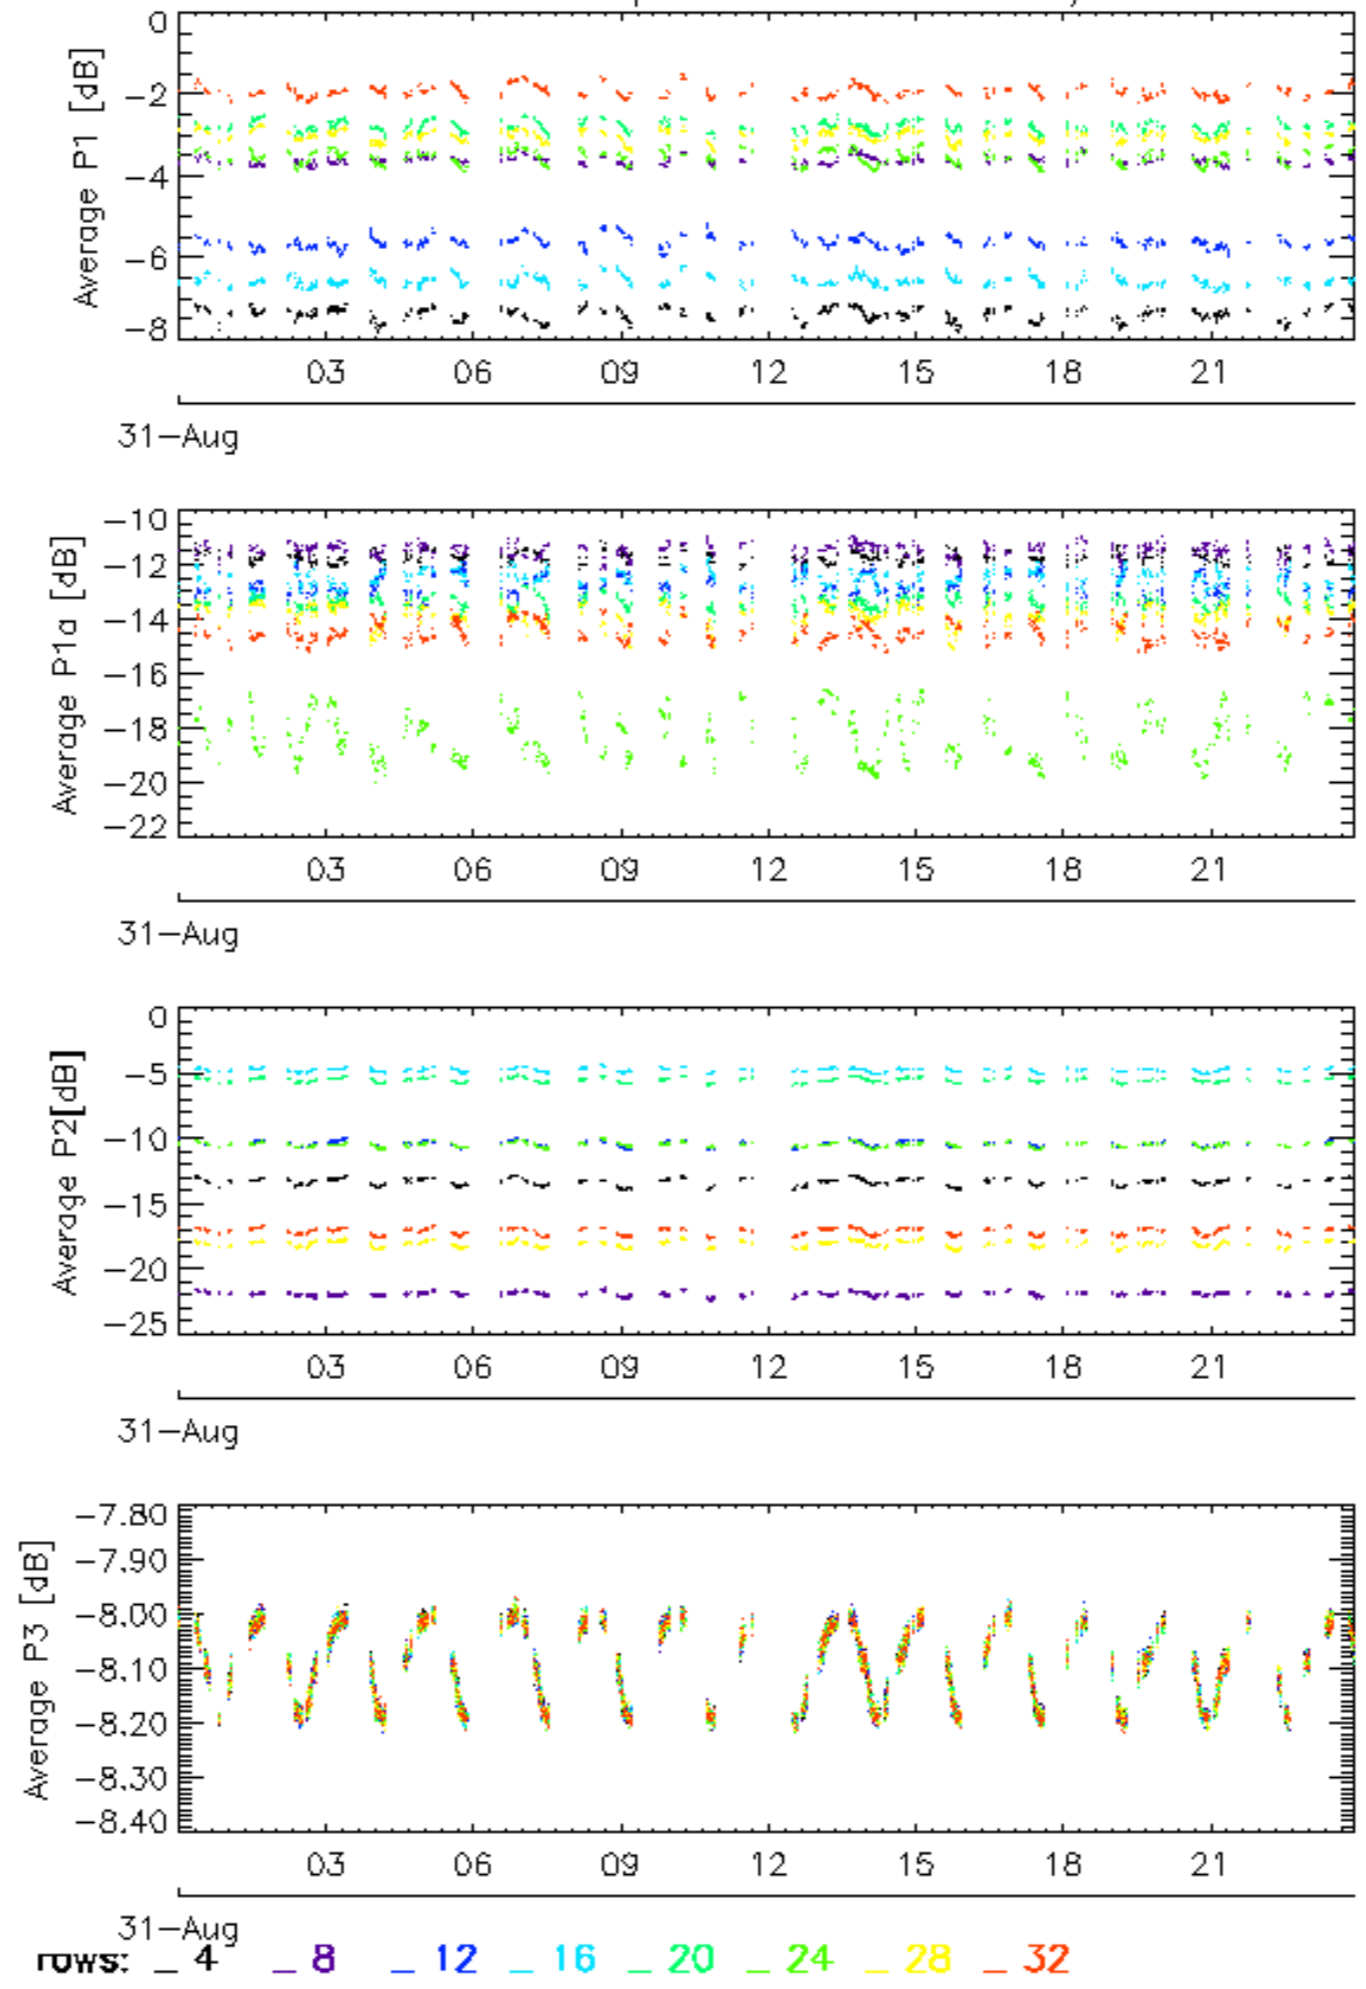 0
-2
-4
-6
-8
Average P1 [dB]
03 06 09 12 15 18 21
31-Aug
-10
-12
-14
-16
-18
-20
-22
Average P1a [dB]
03 06 09 12 15 18 21
31-Aug
0
-5
-10
-15
-20
-25
Average P2[dB]
03 06 09 12 15 18 21
31-Aug
-7.80
-7.90
-8.00
-8.10
-8.20
-8.30
-8.40
Average P3 [dB]
03 06 09 12 15 18 21
31-Aug
rows: _ 4 _ 8 _ 12 _ 16 _ 20 _ 24 _ 28 _ 32